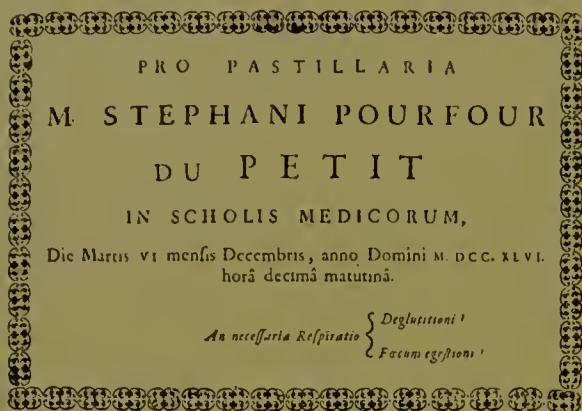 PRO PASTILLARIA
M. STEPHANI POURFOUR
DU PETIT
IN SCHOLIS MEDICORUM,
Die Martis VI mensis Decembris, anno Domini M. DCC. XLVI.
horâ decimâ matutinâ.
An necessaria Respiratio { Deglutitioni ?
Fœcum egestioni ?